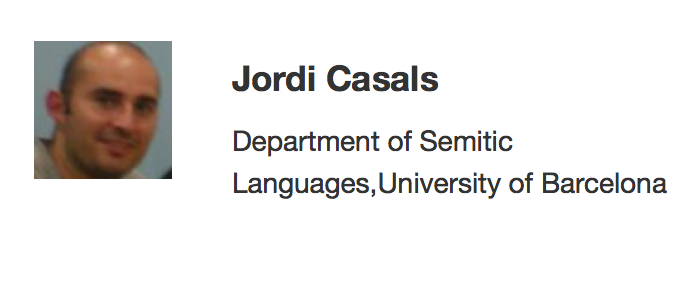 Jordi Casals
Department of Semitic
Languages,University of Barcelona